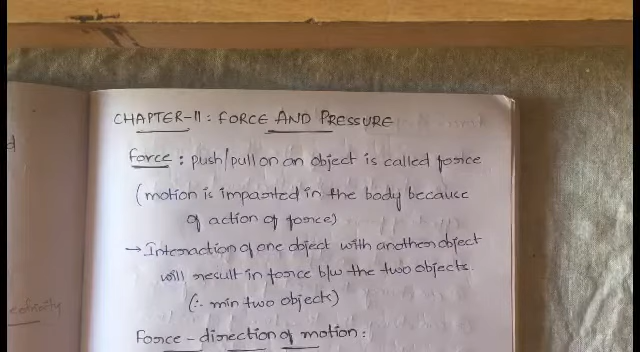 CHAPTER-11: FORCE AND PRESSURE
Force: push/pull on an object is called force
(motion is imparted in the body because
of action of force)
→ Interaction of one object with another object
will result in force b/w the two objects.
(∴ min two objects)
Force - direction of motion: